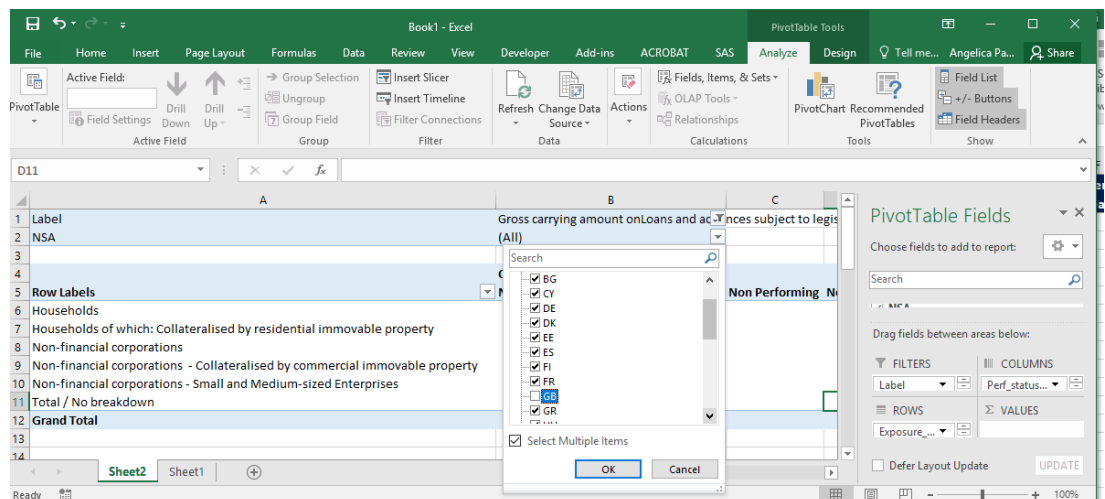 Book1 - Excel
PivotTable Tools
File Home Insert Page Layout Formulas Data Review View Developer Add-ins ACROBAT SAS Analyze Design Tell me... Angelica Pa... Share
PivotTable
Active Field:
Field Settings
Drill Down
Drill Up
Active Field
Group Selection
Ungroup
Group Field
Group
Insert Slicer
Insert Timeline
Filter Connections
Filter
Refresh
Change Data Source
Data
Actions
Fields, Items, & Sets
OLAP Tools
Relationships
Calculations
PivotChart
Recommended PivotTables
Tools
Field List
+/- Buttons
Field Headers
Show
D11
fx
A B C
1 Label Gross carrying amount onLoans and ad nces subject to legis
2 NSA (All)
3
4
5 Row Labels Non Performing
6 Households
7 Households of which: Collateralised by residential immovable property
8 Non-financial corporations
9 Non-financial corporations - Collateralised by commercial immovable property
10 Non-financial corporations - Small and Medium-sized Enterprises
11 Total / No breakdown
12 Grand Total
13
14
Search
BG
CY
DE
DK
EE
ES
FI
FR
GB
GR
Select Multiple Items
OK Cancel
PivotTable Fields
Choose fields to add to report:
Search
NSA
Drag fields between areas below:
FILTERS
Label
COLUMNS
Perf_status...
ROWS
Exposure_...
Σ VALUES
Defer Layout Update UPDATE
Sheet2 Sheet1
Ready
100%